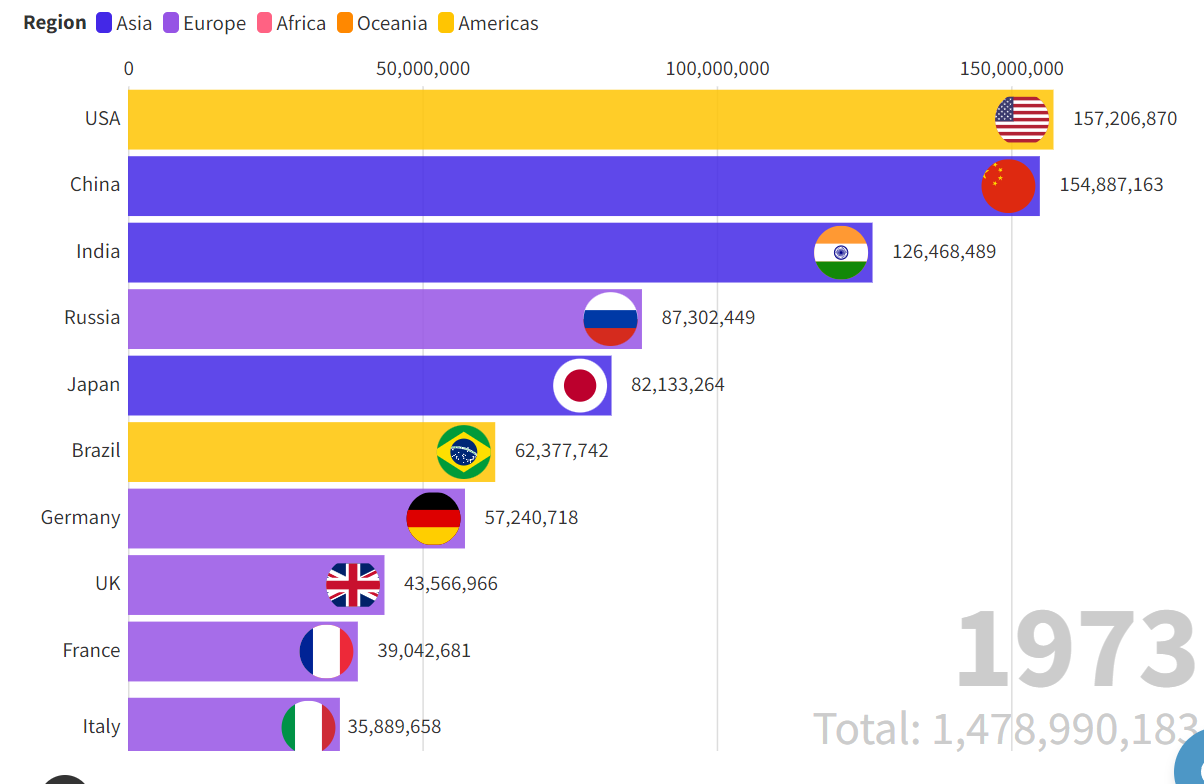 Region Asia Europe Africa Oceania Americas
0 50,000,000 100,000,000 150,000,000
USA 157,206,870
China 154,887,163
India 126,468,489
Russia 87,302,449
Japan 82,133,264
Brazil 62,377,742
Germany 57,240,718
UK 43,566,966
France 39,042,681
1973
Italy 35,889,658
Total: 1,478,990,183